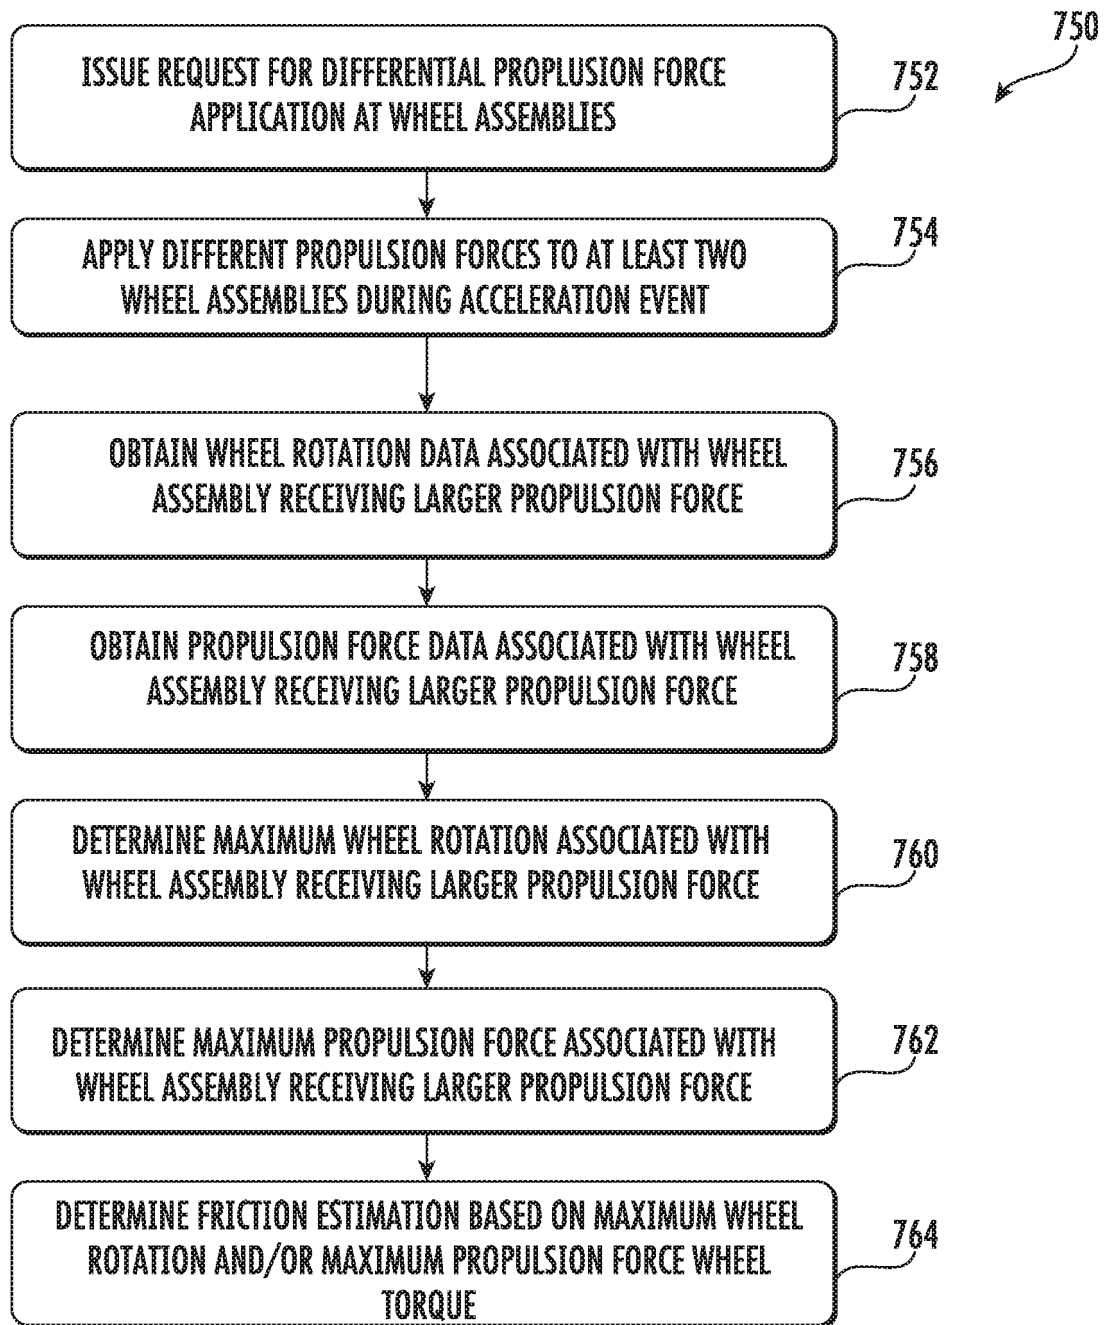 750
ISSUE REQUEST FOR DIFFERENTIAL PROPLUSION FORCE
APPLICATION AT WHEEL ASSEMBLIES
752
APPLY DIFFERENT PROPULSION FORCES TO AT LEAST TWO
WHEEL ASSEMBLIES DURING ACCELERATION EVENT
754
OBTAIN WHEEL ROTATION DATA ASSOCIATED WITH WHEEL
ASSEMBLY RECEIVING LARGER PROPULSION FORCE
756
OBTAIN PROPULSION FORCE DATA ASSOCIATED WITH WHEEL
ASSEMBLY RECEIVING LARGER PROPULSION FORCE
758
DETERMINE MAXIMUM WHEEL ROTATION ASSOCIATED WITH
WHEEL ASSEMBLY RECEIVING LARGER PROPULSION FORCE
760
DETERMINE MAXIMUM PROPULSION FORCE ASSOCIATED WITH
WHEEL ASSEMBLY RECEIVING LARGER PROPULSION FORCE
762
DETERMINE FRICTION ESTIMATION BASED ON MAXIMUM WHEEL
ROTATION AND/OR MAXIMUM PROPULSION FORCE WHEEL
TORQUE
764